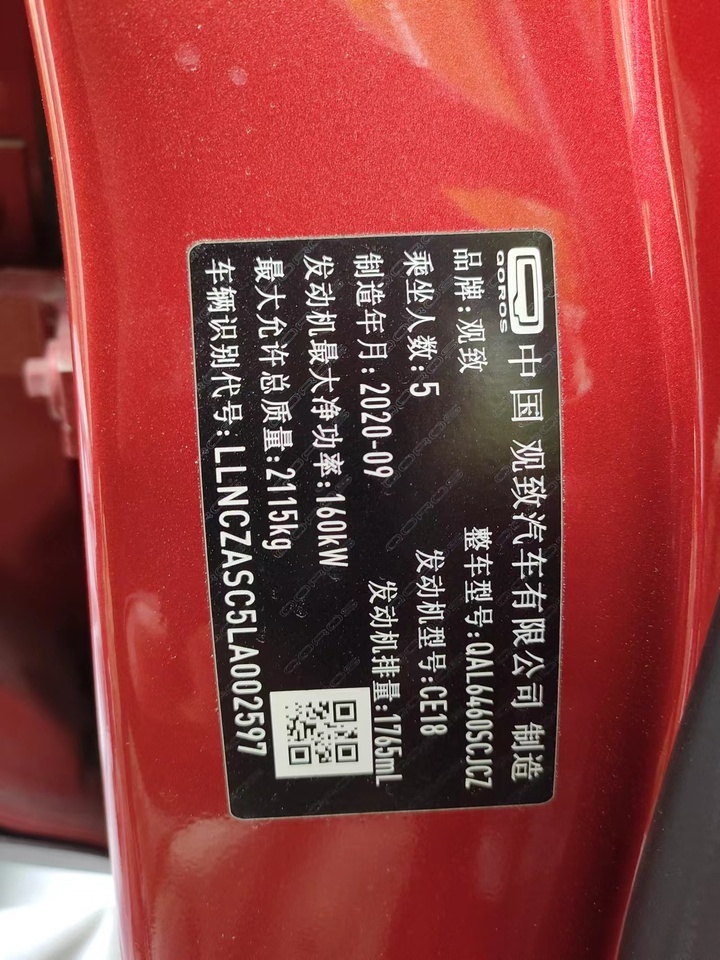 QOROS
中国 观致汽车有限公司 制造
品牌:观致
整车型号:QAL6460SCJCZ
乘坐人数:5
发动机型号:CE18
制造年月:2020-09
发动机排量:1765mL
发动机最大净功率:160kW
最大允许总质量:2115kg
车辆识别代号:LLNCZASC5LA002597